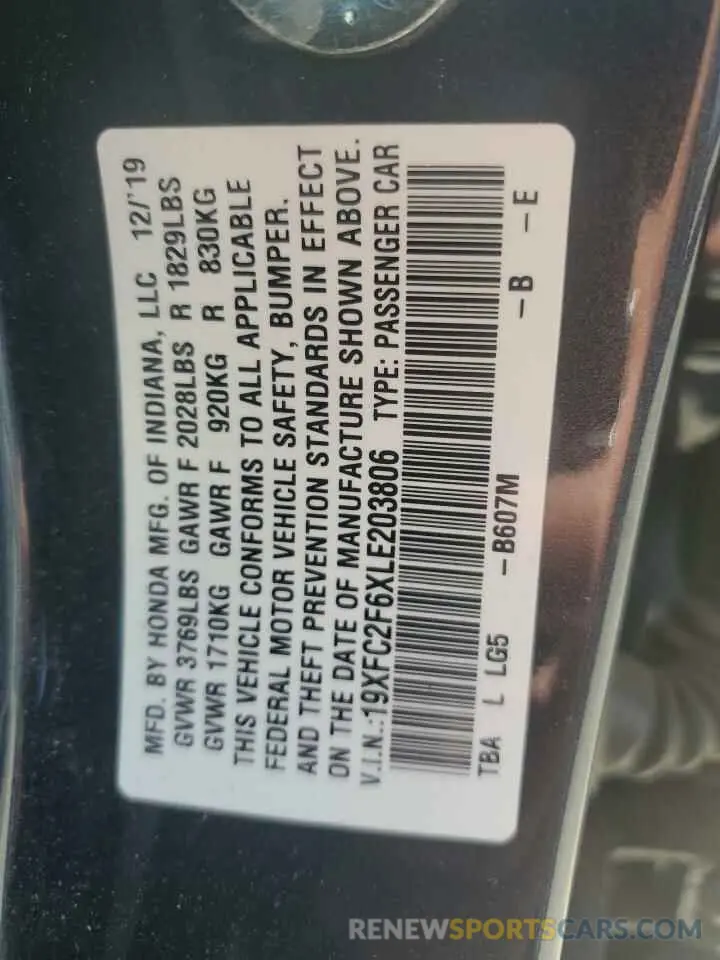 MFD. BY HONDA MFG. OF INDIANA, LLC 12/'19
GVWR 3769LBS GAWR F 2028LBS R 1829LBS
GVWR 1710KG GAWR F 920KG R 830KG
THIS VEHICLE CONFORMS TO ALL APPLICABLE
FEDERAL MOTOR VEHICLE SAFETY, BUMPER,
AND THEFT PREVENTION STANDARDS IN EFFECT
ON THE DATE OF MANUFACTURE SHOWN ABOVE.
V.I.N.:19XFC2F6XLE203806 TYPE: PASSENGER CAR
TBA L LG5 -B607M -B -E
RENEWSPORTSCARS.COM